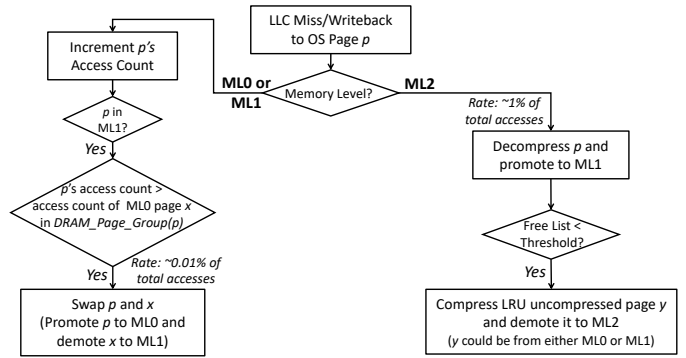 LLC Miss/Writeback
to OS Page p
Increment p's
Access Count
ML0 or
ML1
Memory Level?
ML2
Rate: ~1% of
total accesses
p in
ML1?
Yes
Decompress p and
promote to ML1
p's access count >
access count of ML0 page x
in DRAM_Page_Group(p)
Free List <
Threshold?
Yes
Rate: ~0.01% of
total accesses
Yes
Swap p and x
(Promote p to ML0 and
demote x to ML1)
Compress LRU uncompressed page y
and demote it to ML2
(y could be from either ML0 or ML1)